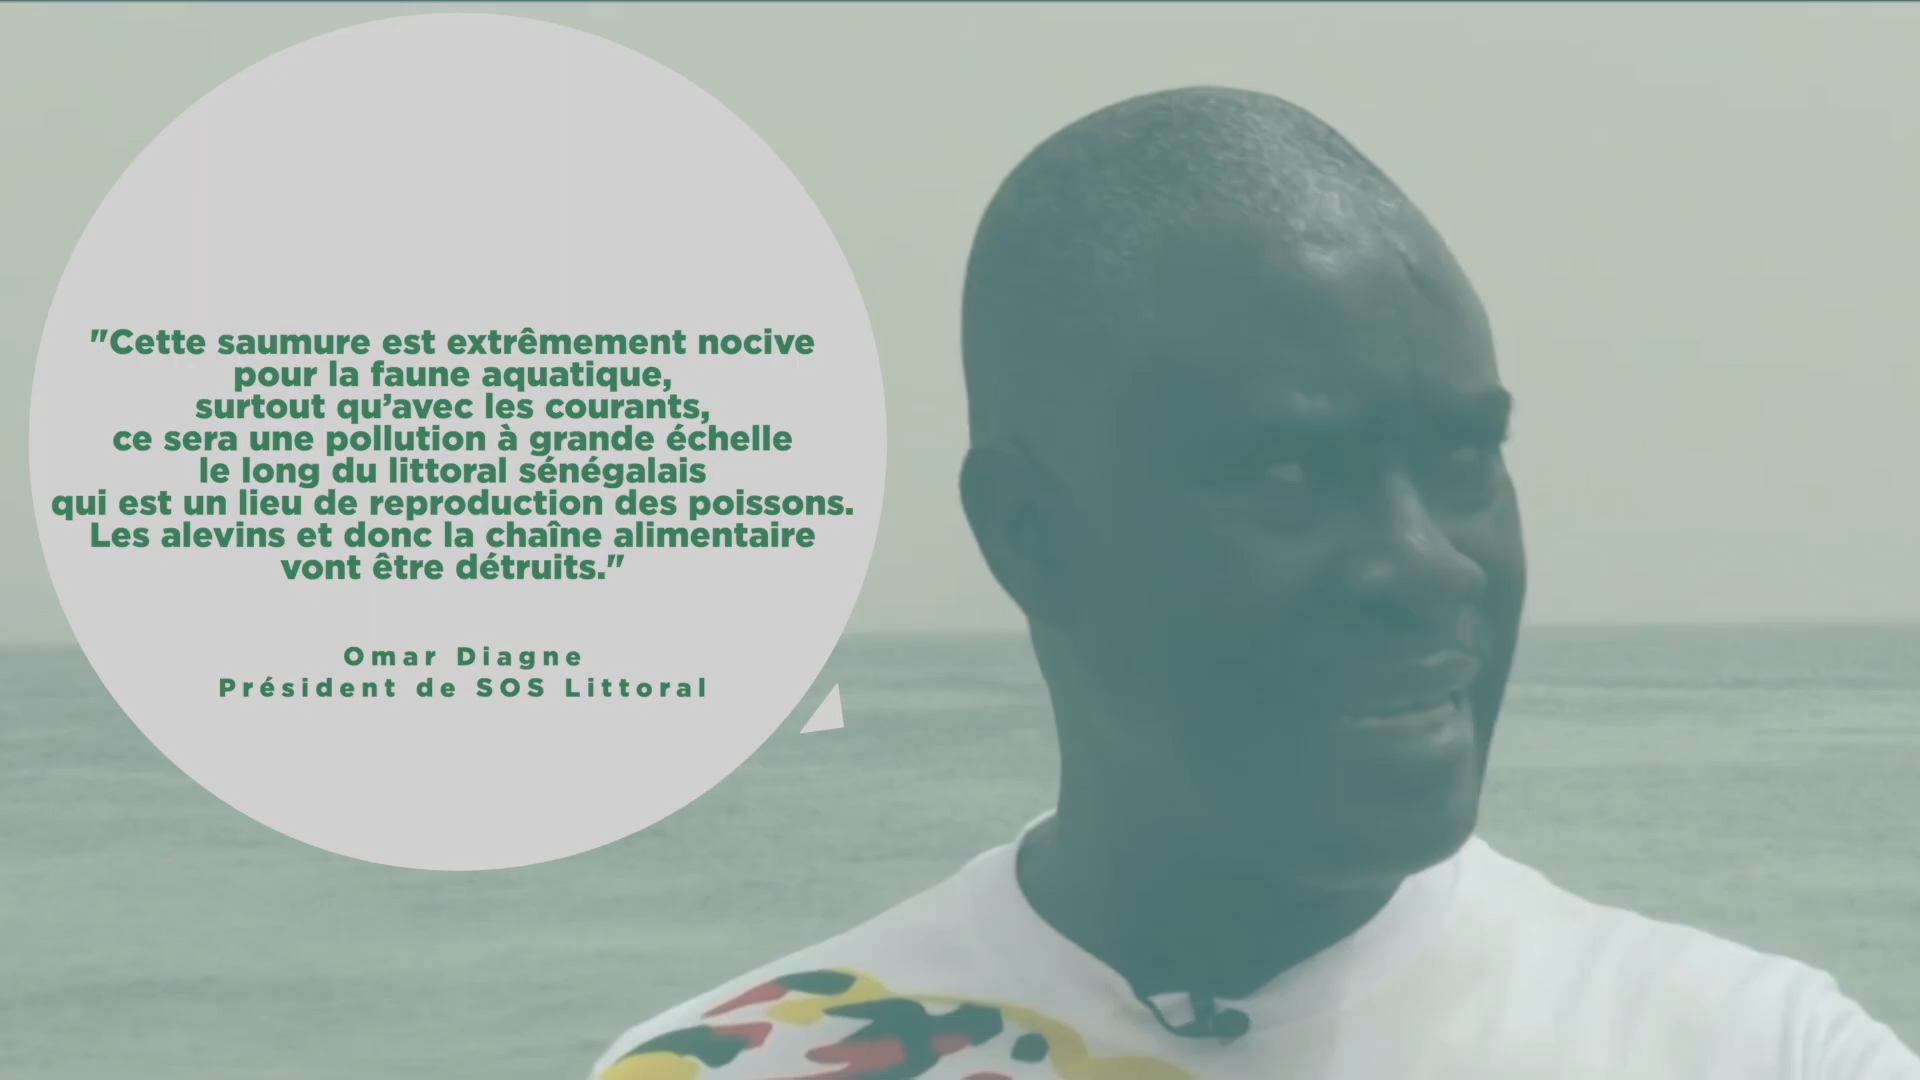 "Cette saumure est extrêmement nocive
pour la faune aquatique,
surtout qu’avec les courants,
ce sera une pollution à grande échelle
le long du littoral sénégalais
qui est un lieu de reproduction des poissons.
Les alevins et donc la chaîne alimentaire
vont être détruits."
Omar Diagne
Président de SOS Littoral